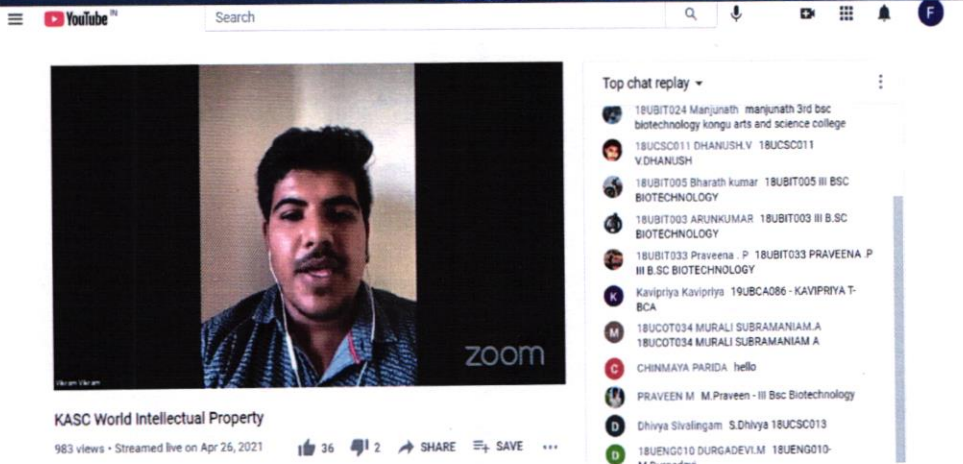 YouTube IN
Search
F
zoom
Vikram Vikram
KASC World Intellectual Property
983 views • Streamed live on Apr 26, 2021
36
2
SHARE
SAVE
Top chat replay
18UBIT024 Manjunath manjunath 3rd bsc
biotechnology kongu arts and science college
18UCSC011 DHANUSH.V 18UCSC011
V.DHANUSH
18UBIT005 Bharath kumar 18UBIT005 III BSC
BIOTECHNOLOGY
18UBIT003 ARUNKUMAR 18UBIT003 III B.SC
BIOTECHNOLOGY
18UBIT033 Praveena . P 18UBIT033 PRAVEENA .P
III B.SC BIOTECHNOLOGY
K
Kavipriya Kavipriya 19UBCA086 - KAVIPRIYA T-
BCA
M
18UCOT034 MURALI SUBRAMANIAM.A
18UCOT034 MURALI SUBRAMANIAM A
C
CHINMAYA PARIDA hello
PRAVEEN M M.Praveen - III Bsc Biotechnology
D
Dhivya Sivalingam S.Dhivya 18UCSC013
D
18UENG010 DURGADEVI.M 18UENG010-